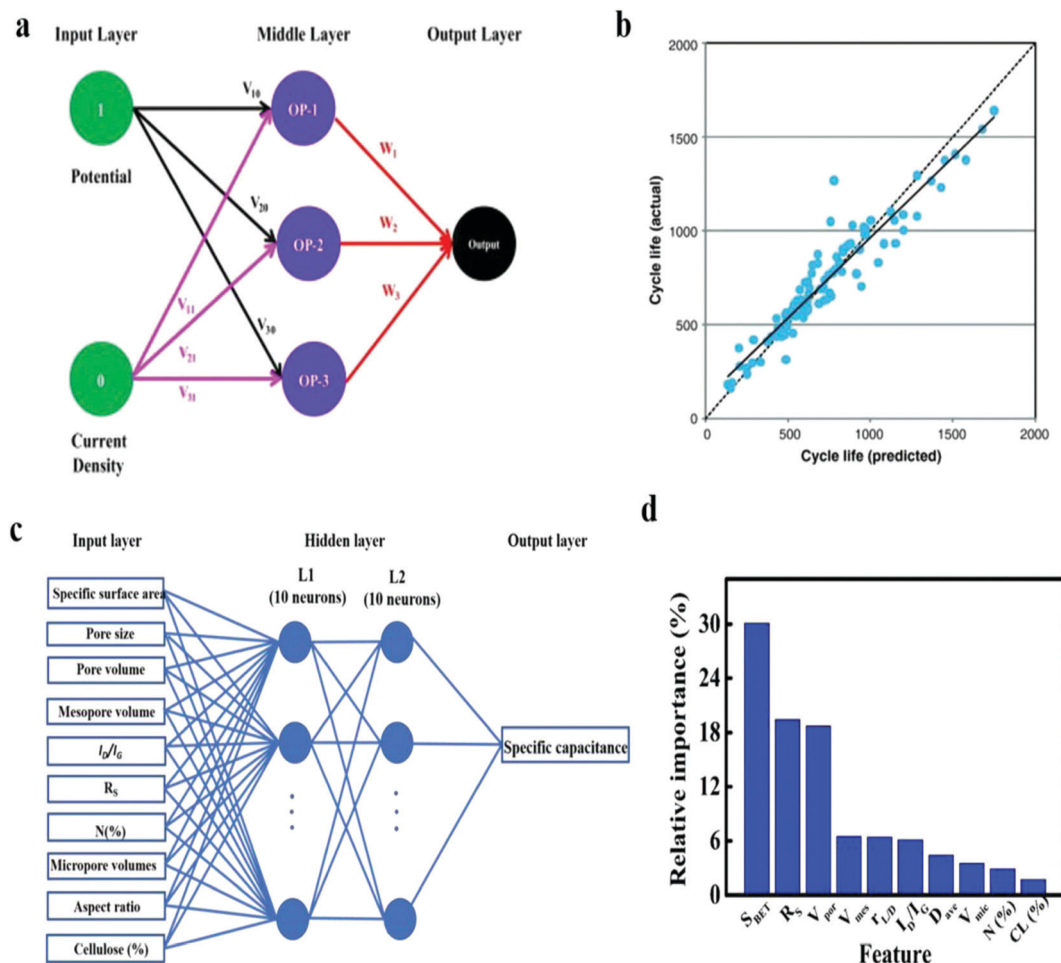 a
Input Layer
Middle Layer
Output Layer
1
Potential
0
Current
Density
V10
V20
V30
V11
V21
V31
OP-1
OP-2
OP-3
W1
W2
W3
Output
b
Cycle life (actual)
2000
1500
1000
500
0
0
500
1000
1500
2000
Cycle life (predicted)
c
Input layer
Hidden layer
Output layer
L1
(10 neurons)
L2
(10 neurons)
Specific surface area
Pore size
Pore volume
Mesopore volume
ID/IG
RS
N(%)
Micropore volumes
Aspect ratio
Cellulose (%)
Specific capacitance
d
Relative importance (%)
30
24
18
12
6
0
SBET
RS
Vpor
Vmes
rL/D
ID/IG
Dave
Vmic
N (%)
CL (%)
Feature